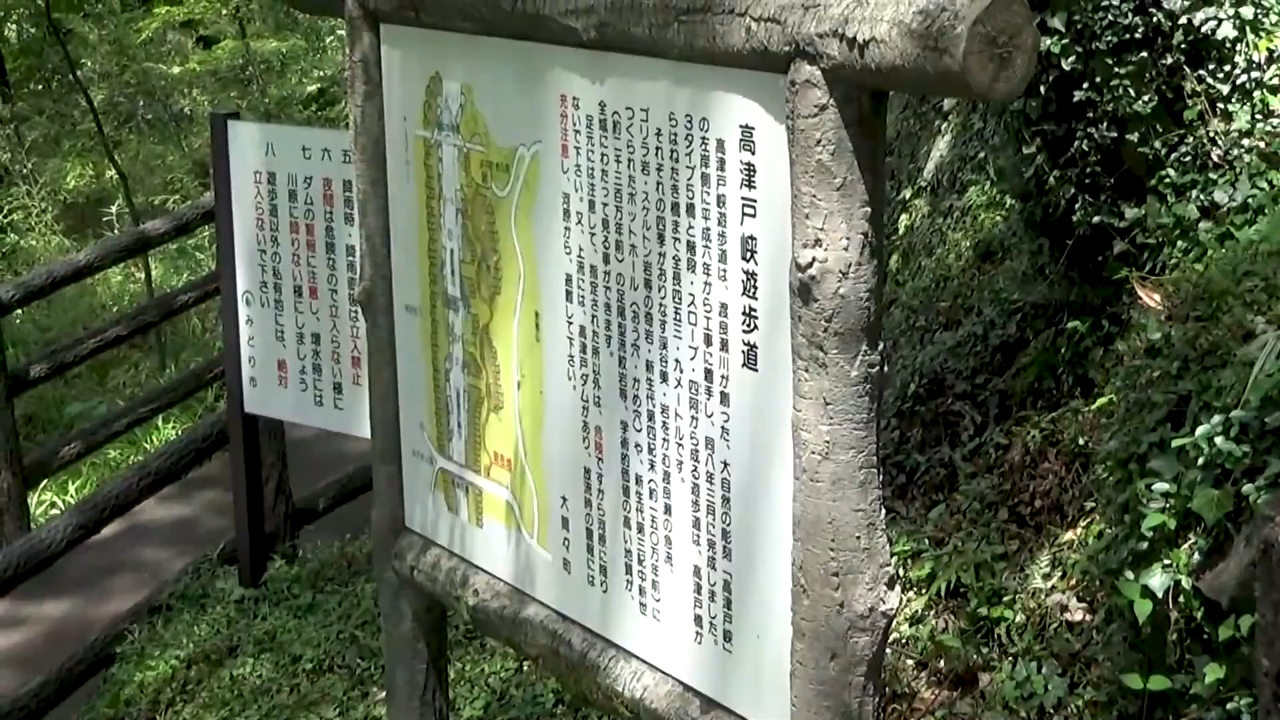 高津戸峡遊歩道
高津戸峡遊歩道は、渡良瀬川が創った、大自然の彫刻「高津戸峡」
の左岸側に平成六年から工事に着手し、同八年三月に完成しました。
3タイプ5橋と階段・スロープ・四阿から成る遊歩道は、高津戸橋か
らはねたき橋まで全長四五三・九メートルです。
それぞれの四季がおりなす渓谷美・岩をかむ渡良瀬の急流、
ゴリラ岩・スケルトン岩等の奇岩・新生代第四紀末（約一五〇万年前）に
つくられたポットホール（おう穴・かめ穴）や、新生代第三紀中新世
（約二千三百万年前）の足尾型流紋岩等、学術的価値の高い地質が、
全域にわたって見る事ができます。
足元には注意して、指定された所以外は、危険ですから河原に降り
ないで下さい。又、上流には、高津戸ダムがあり、放流時の警報には
充分注意し、河原から、避難して下さい。
大間々町
五 降雨時・降雨直後は立入禁止
六 夜間は危険なので立入らない様に
七 ダムの警報に注意し、増水時には
川原に降りない様にしましょう
八 遊歩道以外の私有地には、絶対
立入らないで下さい
みどり市